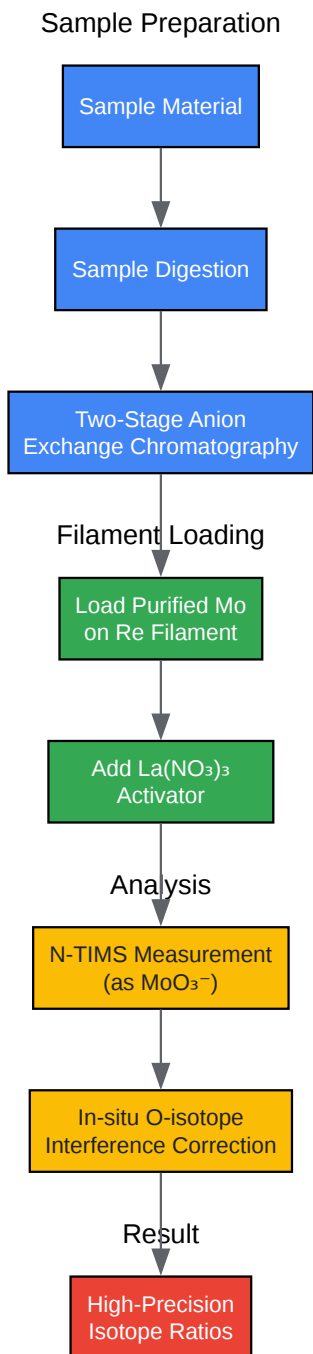 Sample Preparation
Sample Material
Sample Digestion
Two-Stage Anion
Exchange Chromatography
Filament Loading
Load Purified Mo
on Re Filament
Add La(NO₃)₃
Activator
Analysis
N-TIMS Measurement
(as MoO₃⁻)
In-situ O-isotope
Interference Correction
Result
High-Precision
Isotope Ratios